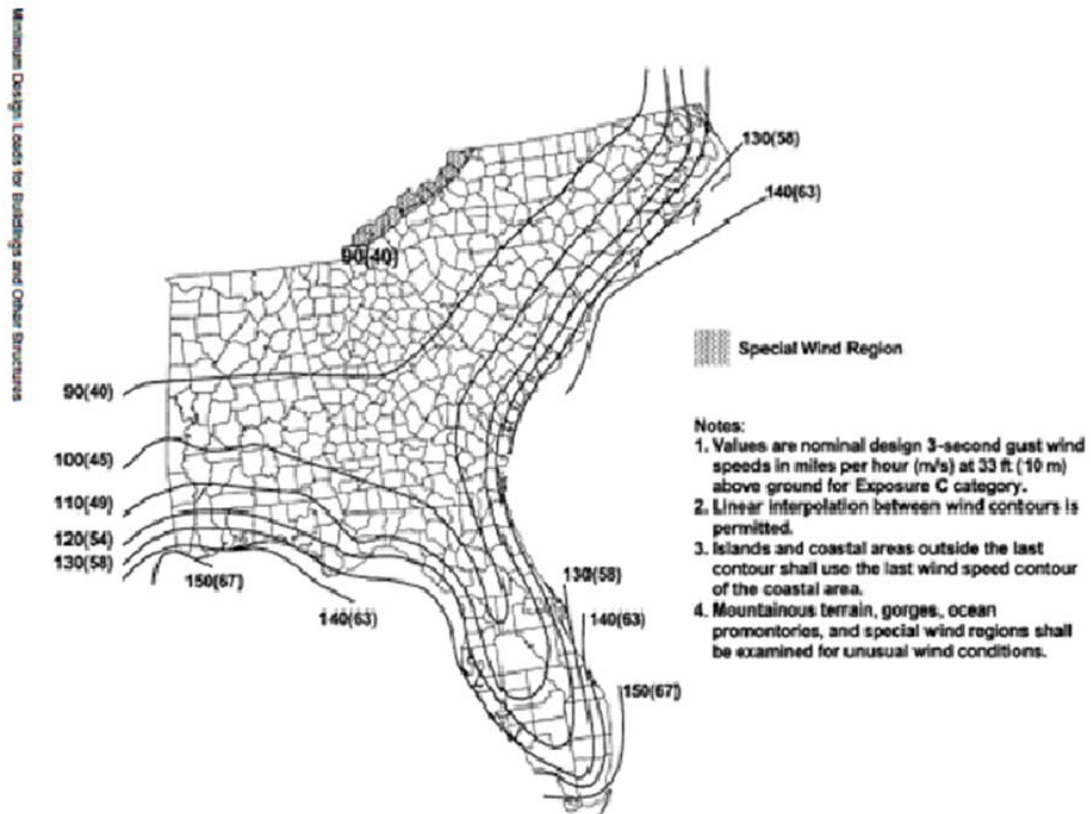 Minimum Design Loads for Buildings and Other Structures
130(58)
140(63)
90(40)
Special Wind Region
90(40)
100(45)
110(49)
120(54)
130(58)
150(67)
140(63)
130(58)
140(63)
150(67)
Notes:
1. Values are nominal design 3-second gust wind
speeds in miles per hour (m/s) at 33 ft (10 m)
above ground for Exposure C category.
2. Linear interpolation between wind contours is
permitted.
3. Islands and coastal areas outside the last
contour shall use the last wind speed contour
of the coastal area.
4. Mountainous terrain, gorges, ocean
promontories, and special wind regions shall
be examined for unusual wind conditions.